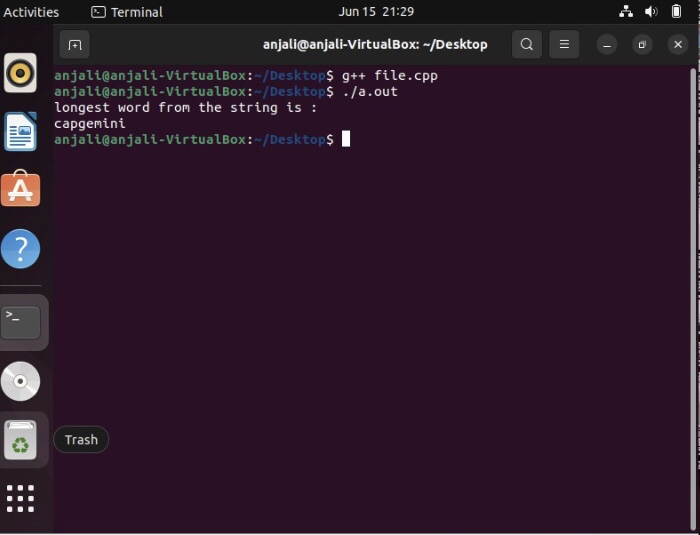 Activities Terminal Jun 15 21:29
anjali@anjali-VirtualBox: ~/Desktop
anjali@anjali-VirtualBox:~/Desktop$ g++ file.cpp
anjali@anjali-VirtualBox:~/Desktop$ ./a.out
longest word from the string is :
capgemini
anjali@anjali-VirtualBox:~/Desktop$
Trash